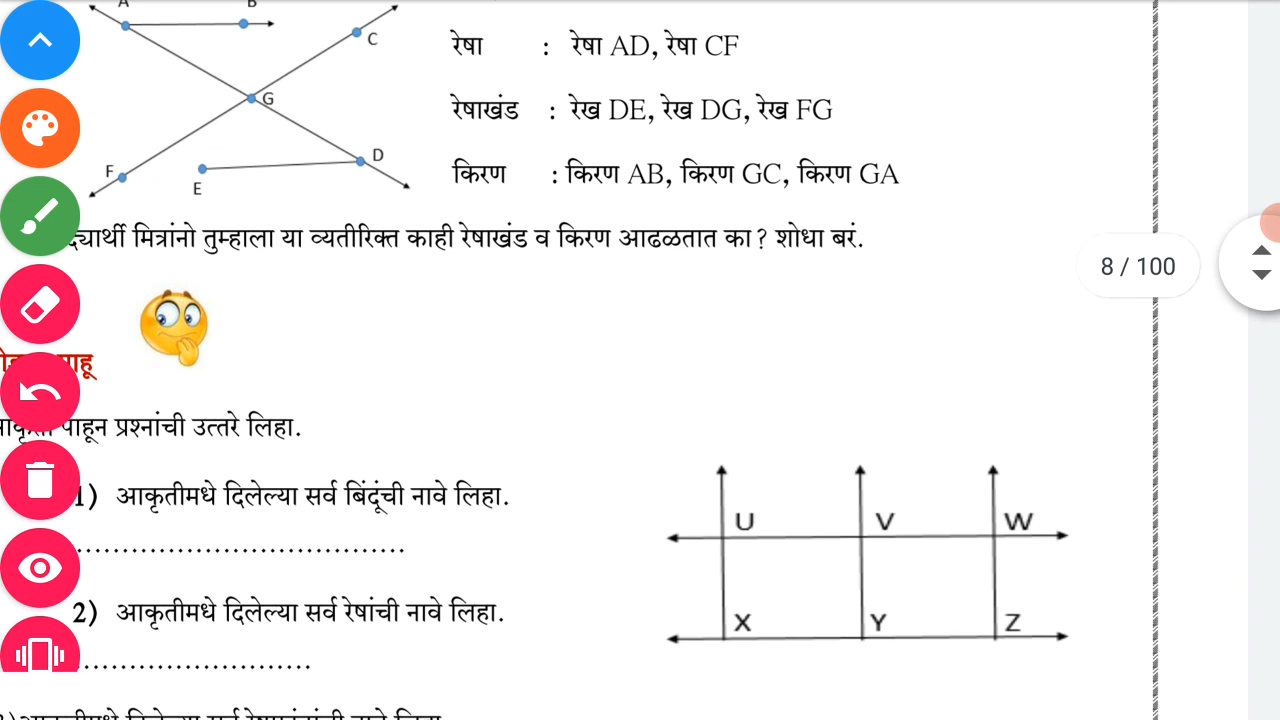 A B
C
G
D
F
E
रेषा : रेषा AD, रेषा CF
रेषाखंड : रेख DE, रेख DG, रेख FG
किरण : किरण AB, किरण GC, किरण GA
द्यार्थी मित्रांनो तुम्हाला या व्यतीरिक्त काही रेषाखंड व किरण आढळतात का? शोधा बरं.
8 / 100
पाहून प्रश्नांची उत्तरे लिहा.
1) आकृतीमधे दिलेल्या सर्व बिंदूंची नावे लिहा.
....................................
2) आकृतीमधे दिलेल्या सर्व रेषांची नावे लिहा.
.........................
U V W
X Y Z